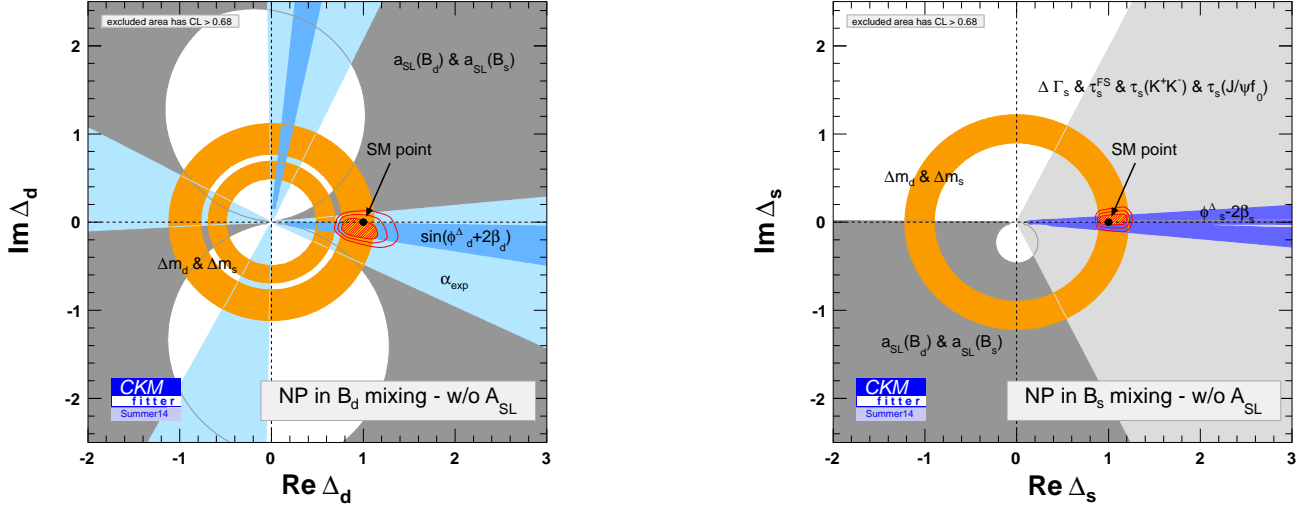 excluded area has CL > 0.68
a_SL(B_d) & a_SL(B_s)
SM point
sin(ϕ^Δ_d+2β_d)
Δm_d & Δm_s
α_exp
CKM
fitter
Summer14
NP in B_d mixing - w/o A_SL
2
1
0
-1
-2
Im Δ_d
-2 -1 0 1 2 3
Re Δ_d
excluded area has CL > 0.68
Δ Γ_s & τ_s^FS & τ_s(K⁺K⁻) & τ_s(J/ψf_0)
SM point
Δm_d & Δm_s
ϕ^Δ_s-2β_s
a_SL(B_d) & a_SL(B_s)
CKM
fitter
Summer14
NP in B_s mixing - w/o A_SL
2
1
0
-1
-2
Im Δ_s
-2 -1 0 1 2 3
Re Δ_s